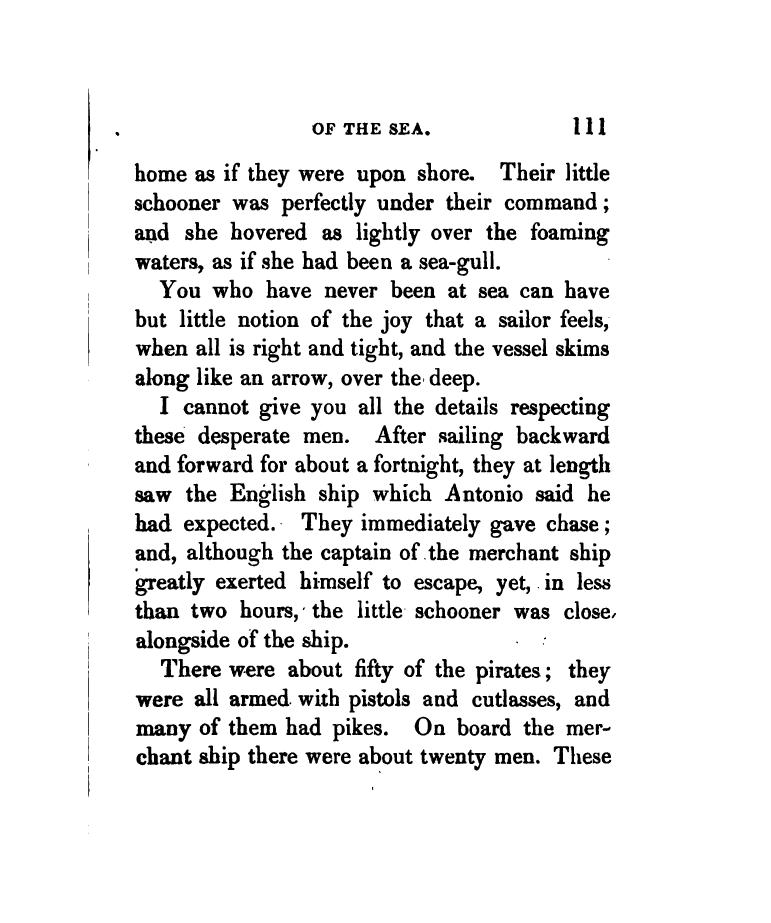 OF THE SEA. 111
home as if they were upon shore. Their little
schooner was perfectly under their command;
and she hovered as lightly over the foaming
waters, as if she had been a sea-gull.
You who have never been at sea can have
but little notion of the joy that a sailor feels,
when all is right and tight, and the vessel skims
along like an arrow, over the deep.
I cannot give you all the details respecting
these desperate men. After sailing backward
and forward for about a fortnight, they at length
saw the English ship which Antonio said he
had expected. They immediately gave chase;
and, although the captain of the merchant ship
greatly exerted himself to escape, yet, in less
than two hours, the little schooner was close
alongside of the ship.
There were about fifty of the pirates; they
were all armed with pistols and cutlasses, and
many of them had pikes. On board the mer-
chant ship there were about twenty men. These